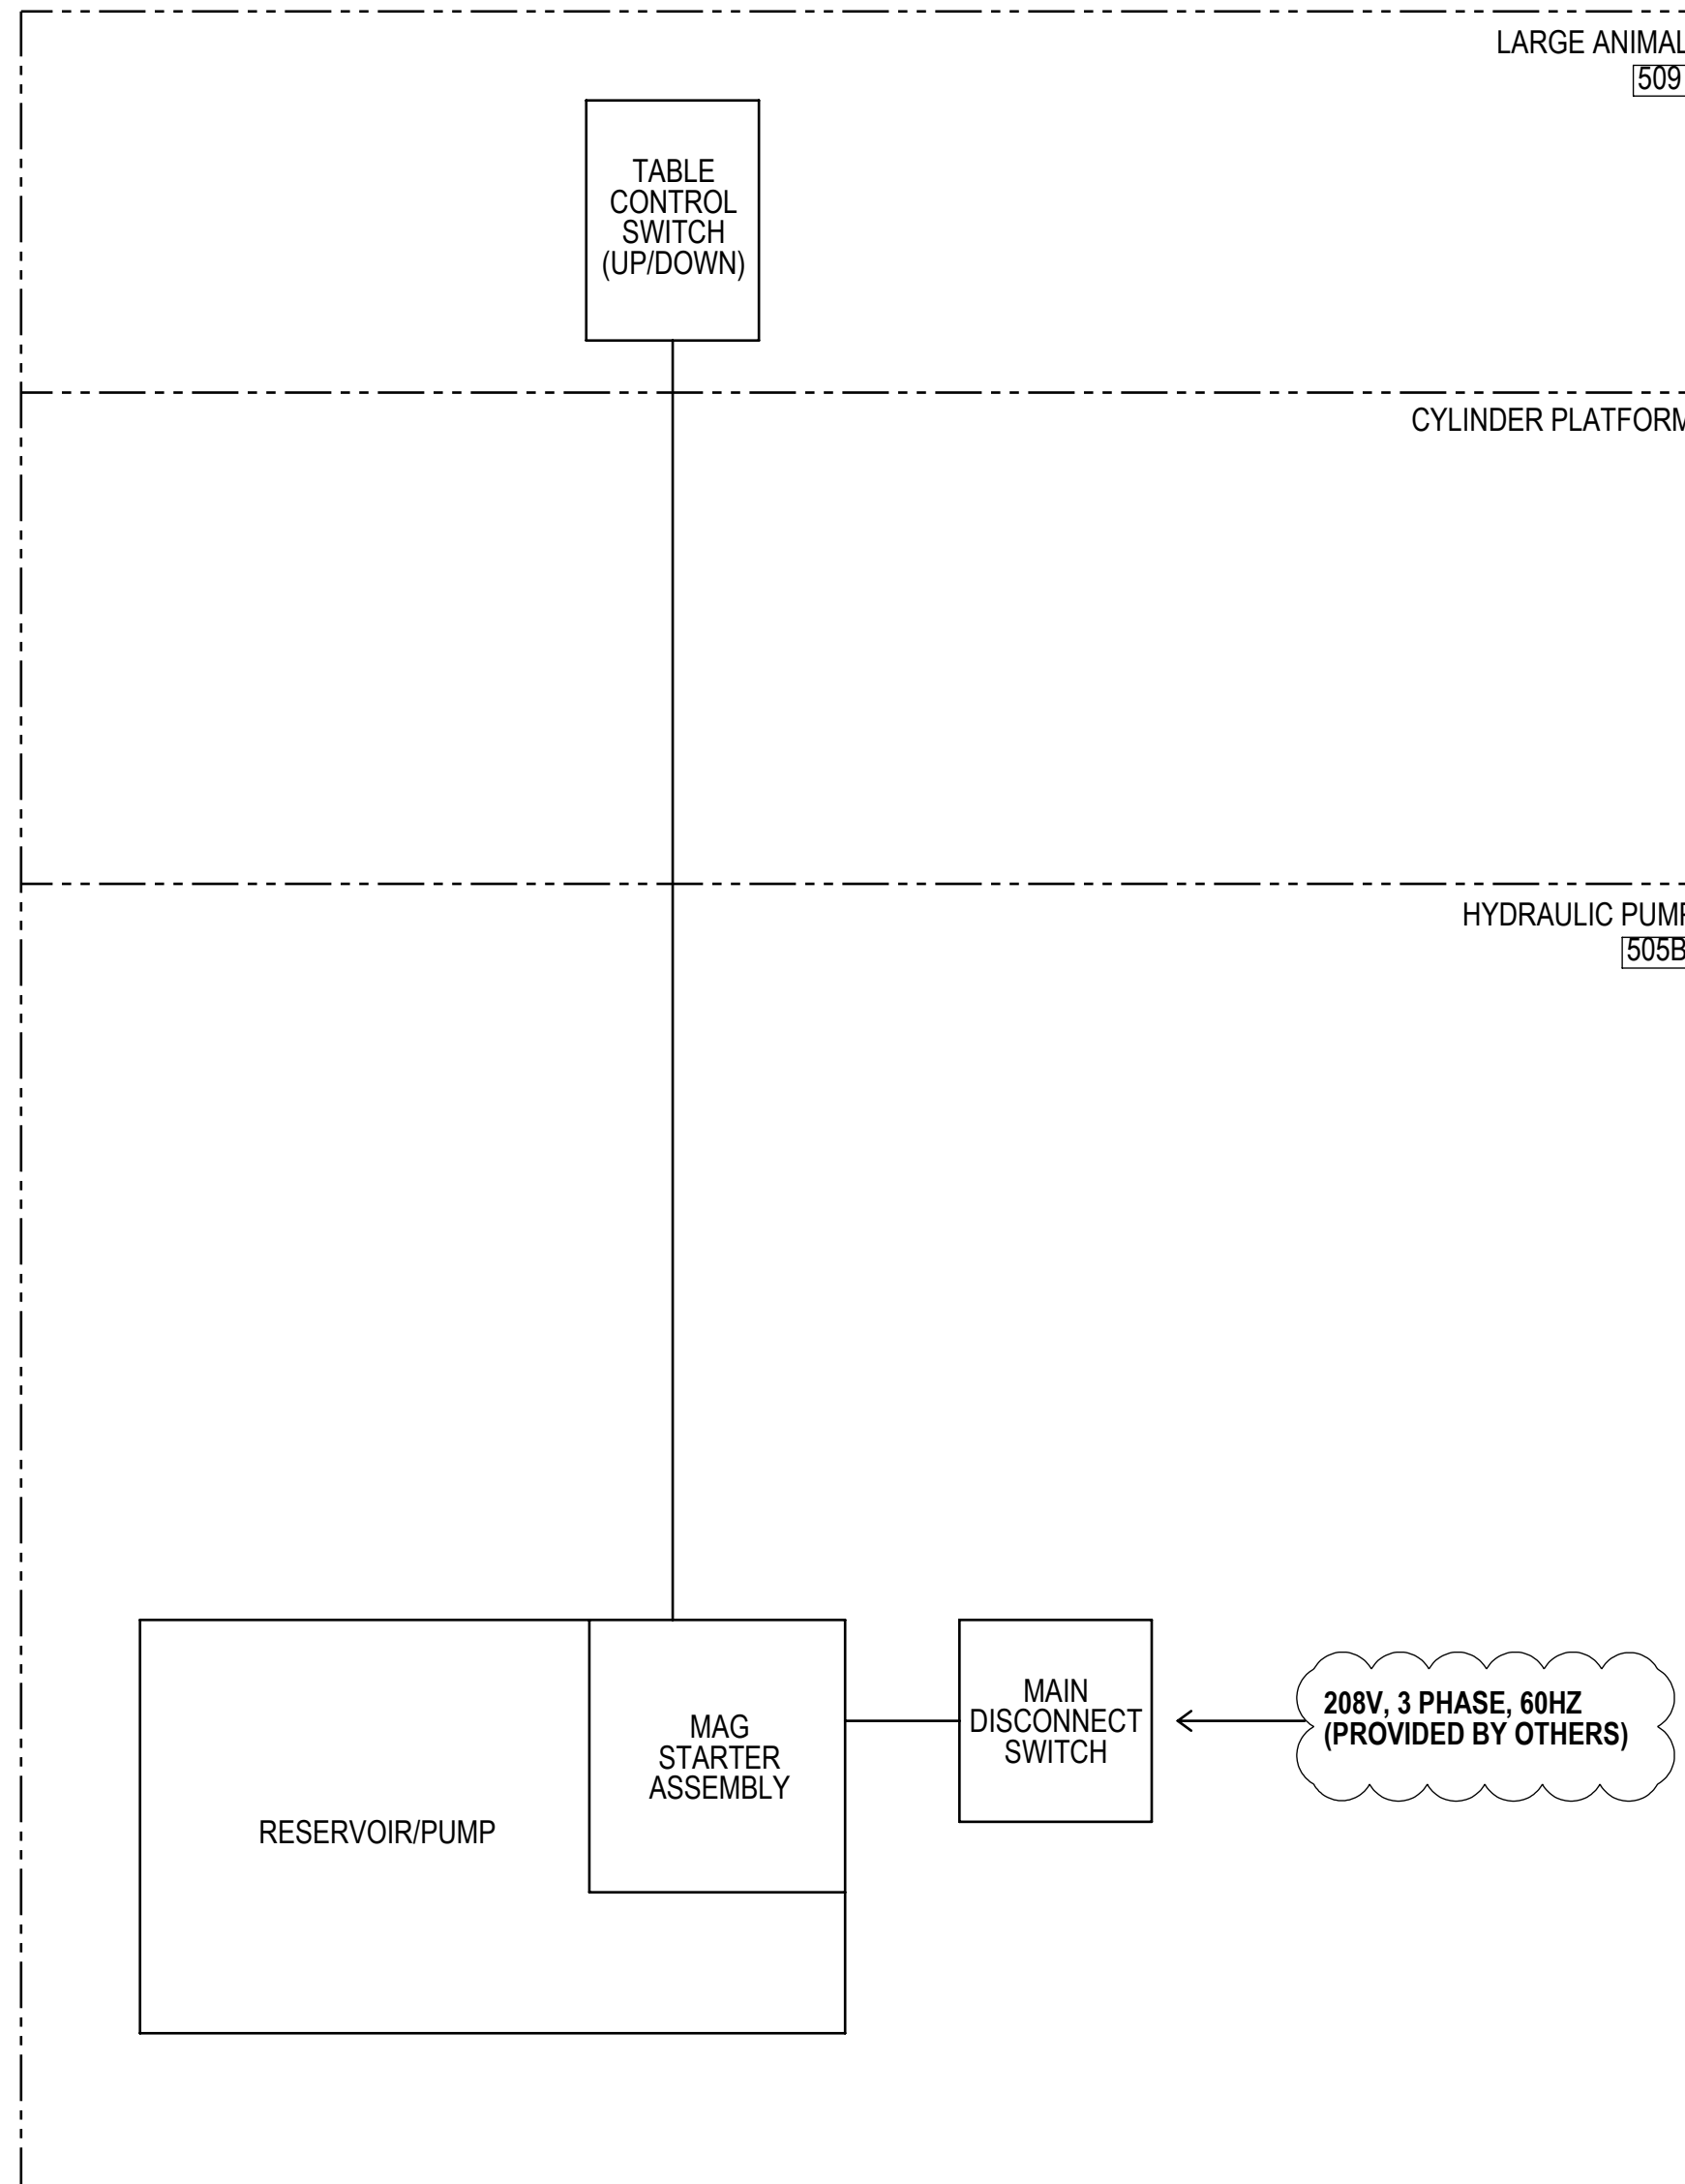 LARGE ANIMAL
509
TABLE
CONTROL
SWITCH
(UP/DOWN)
CYLINDER PLATFORM
HYDRAULIC PUMP
505B
MAG
STARTER
ASSEMBLY
RESERVOIR/PUMP
MAIN
DISCONNECT
SWITCH
208V, 3 PHASE, 60HZ
(PROVIDED BY OTHERS)